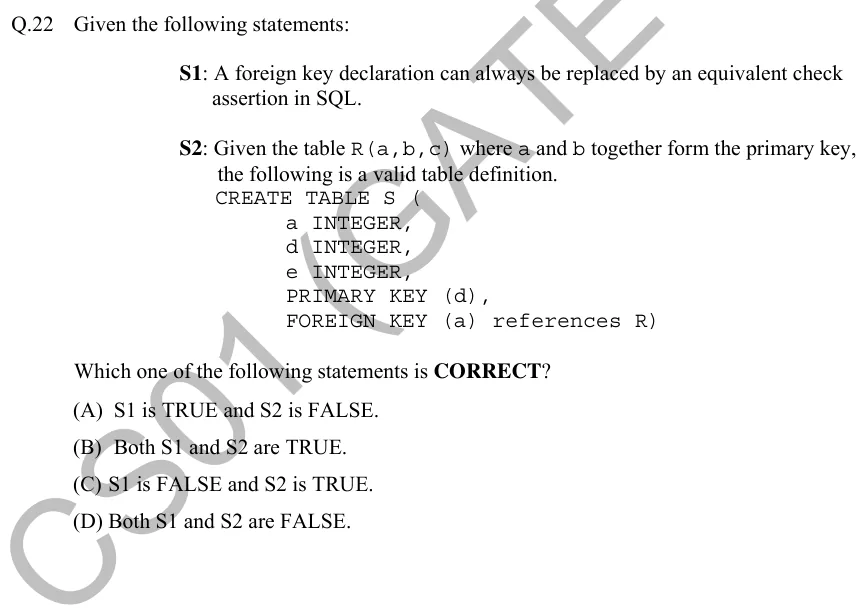 Q.22 Given the following statements:
S1: A foreign key declaration can always be replaced by an equivalent check
assertion in SQL.
S2: Given the table R(a,b,c) where a and b together form the primary key,
the following is a valid table definition.
CREATE TABLE S (
a INTEGER,
d INTEGER,
e INTEGER,
PRIMARY KEY (d),
FOREIGN KEY (a) references R)
Which one of the following statements is CORRECT?
(A) S1 is TRUE and S2 is FALSE.
(B) Both S1 and S2 are TRUE.
(C) S1 is FALSE and S2 is TRUE.
(D) Both S1 and S2 are FALSE.
CS01 (GATE